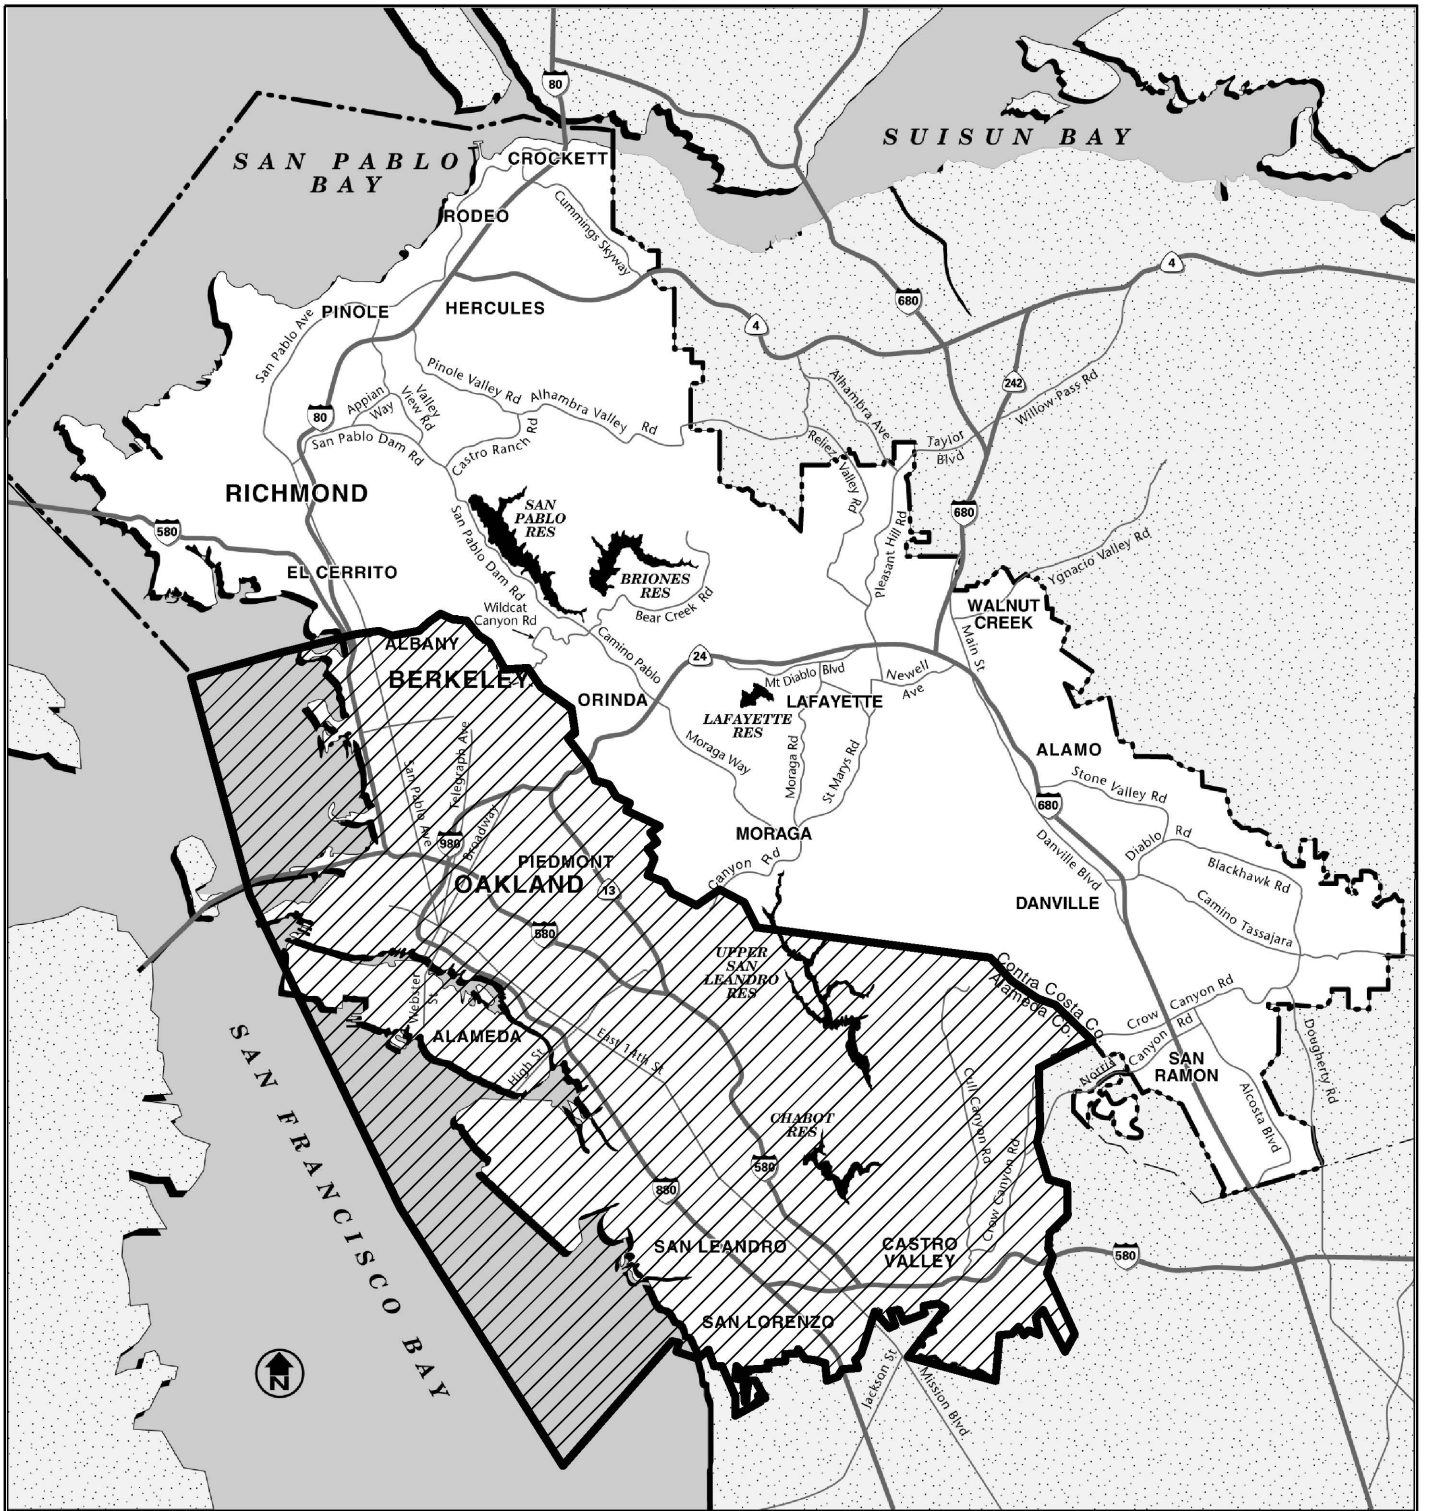 80
SUISUN BAY
SAN PABLO
BAY
CROCKETT
RODEO
Cummings Skyway
4
680
PINOLE
HERCULES
San Pablo Ave
4
242
Willow Pass Rd
Pinole Valley Rd
Alhambra Valley Rd
Alhambra Ave
Appian
Way
Valley
View Rd
80
San Pablo Dam Rd
Castro Ranch Rd
Reliez Valley Rd
Taylor
Blvd
RICHMOND
SAN
PABLO
RES
680
580
San Pablo Dam Rd
Pleasant Hill Rd
Ygnacio Valley Rd
EL CERRITO
BRIONES
RES
Bear Creek Rd
Wildcat
Canyon Rd
WALNUT
CREEK
ALBANY
BERKELEY
Camino Pablo
24
Main St
Mt Diablo Blvd
Newell
Ave
ORINDA
LAFAYETTE
LAFAYETTE
RES
Moraga Way
Moraga Rd
St Marys Rd
ALAMO
Stone Valley Rd
San Pablo Ave
Telegraph Ave
Broadway
680
MORAGA
Canyon Rd
Danville Blvd
Diablo Rd
Blackhawk Rd
Camino Tassajara
980
PIEDMONT
OAKLAND
13
DANVILLE
580
UPPER
SAN
LEANDRO
RES
Contra Costa Co.
Alameda Co.
Webster
St
ALAMEDA
High St
East 14th St
Crow Canyon Rd
Norris Canyon Rd
SAN
RAMON
Dougherty Rd
Alcosta Blvd
SAN FRANCISCO BAY
CHABOT
RES
Cull Canyon Rd
Crow Canyon Rd
580
880
SAN LEANDRO
CASTRO
VALLEY
580
SAN LORENZO
Jackson St
Mission Blvd
N